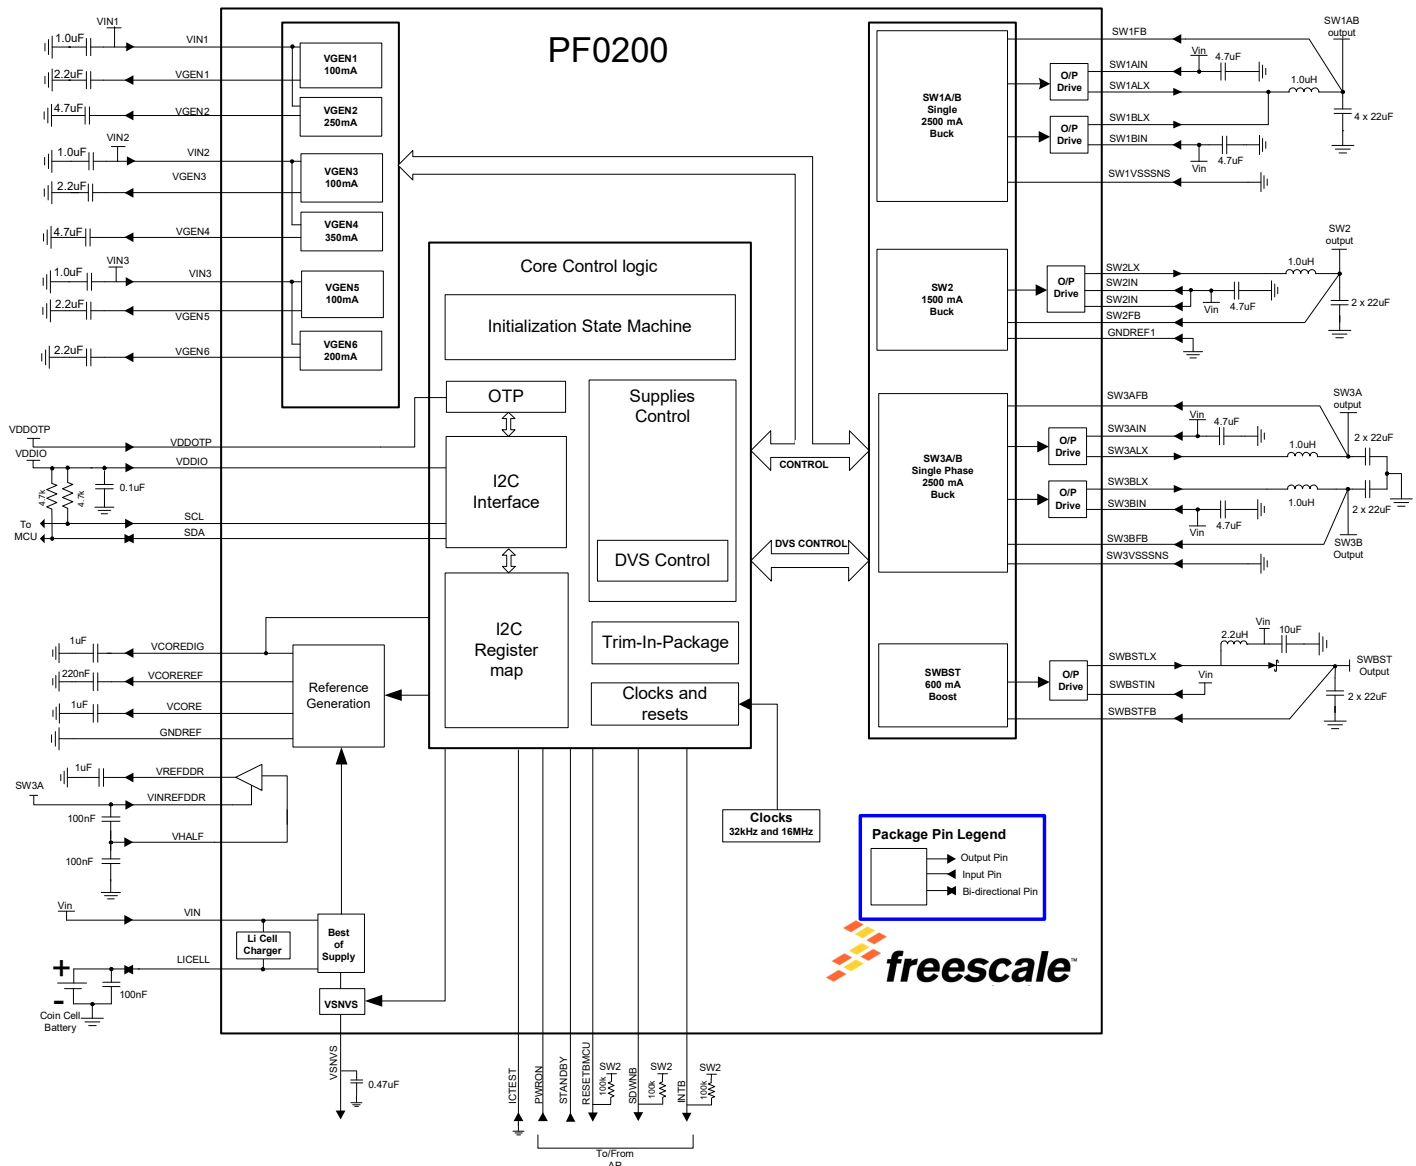 PF0200
VIN1
1.0uF
VIN1
2.2uF
VGEN1
4.7uF
VGEN2
VIN2
1.0uF
VIN2
2.2uF
VGEN3
4.7uF
VGEN4
VIN3
1.0uF
VIN3
2.2uF
VGEN5
2.2uF
VGEN6
VGEN1
100mA
VGEN2
250mA
VGEN3
100mA
VGEN4
350mA
VGEN5
100mA
VGEN6
200mA
VDDOTP
VDDOTP
VDDIO
VDDIO
4.7k
4.7k
0.1uF
To
MCU
SCL
SDA
1uF
VCOREDIG
220nF
VCOREREF
1uF
VCORE
GNDREF
1uF
VREFDDR
SW3A
VINREFDDR
100nF
VHALF
100nF
Vin
VIN
Li Cell
Charger
LICELL
+
-
100nF
Coin Cell
Battery
Best
of
Supply
VSNVS
VSNVS
0.47uF
Reference
Generation
Core Control logic
Initialization State Machine
OTP
I2C
Interface
I2C
Register
map
Supplies
Control
DVS Control
Trim-In-Package
Clocks and
resets
Clocks
32kHz and 16MHz
CONTROL
DVS CONTROL
ICTEST
PWRON
STANDBY
RESETBMCU
100k
SW2
SDWNB
100k
SW2
INTB
100k
SW2
To/From
AP
SW1A/B
Single
2500 mA
Buck
O/P
Drive
O/P
Drive
SW1FB
SW1AIN
SW1ALX
SW1BLX
SW1BIN
SW1VSSSNS
Vin
4.7uF
Vin
4.7uF
1.0uH
SW1AB
output
4 x 22uF
SW2
1500 mA
Buck
O/P
Drive
SW2LX
SW2IN
SW2IN
SW2FB
GNDREF1
Vin
4.7uF
1.0uH
SW2
output
2 x 22uF
SW3A/B
Single Phase
2500 mA
Buck
O/P
Drive
O/P
Drive
SW3AFB
SW3AIN
SW3ALX
SW3BLX
SW3BIN
SW3BFB
SW3VSSSNS
Vin
4.7uF
1.0uH
SW3A
output
2 x 22uF
1.0uH
Vin
4.7uF
2 x 22uF
SW3B
Output
SWBST
600 mA
Boost
O/P
Drive
SWBSTLX
SWBSTIN
SWBSTFB
2.2uH
Vin
10uF
Vin
SWBST
Output
2 x 22uF
Package Pin Legend
Output Pin
Input Pin
Bi-directional Pin
freescale™